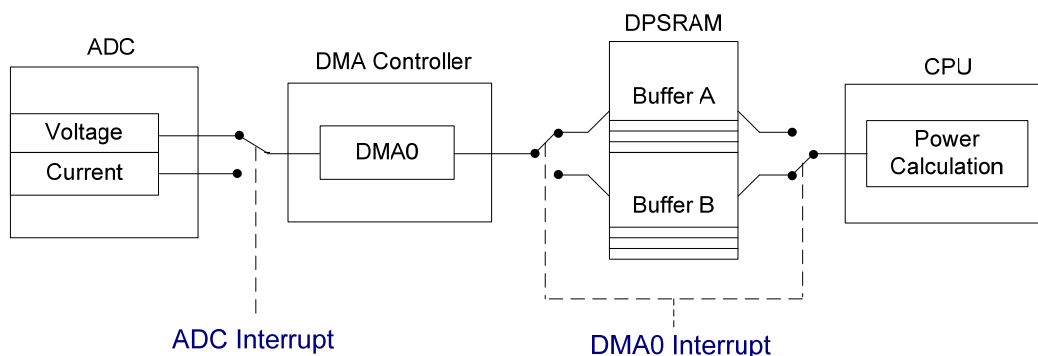 ADC
Voltage
Current
DMA Controller
DMA0
DPSRAM
Buffer A
Buffer B
CPU
Power
Calculation
ADC Interrupt
DMA0 Interrupt